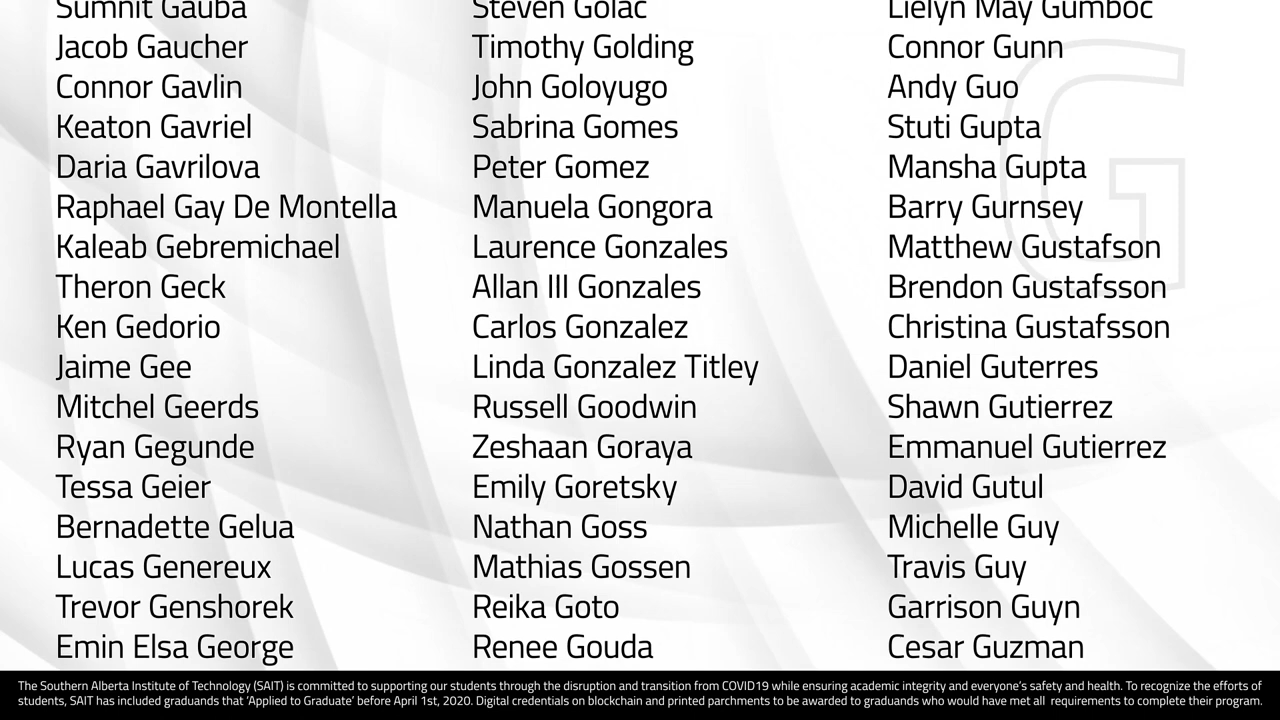 Sumnit Gauba
Jacob Gaucher
Connor Gavlin
Keaton Gavriel
Daria Gavrilova
Raphael Gay De Montella
Kaleab Gebremichael
Theron Geck
Ken Gedorio
Jaime Gee
Mitchel Geerds
Ryan Gegunde
Tessa Geier
Bernadette Gelua
Lucas Genereux
Trevor Genshorek
Emin Elsa George
Steven Golac
Timothy Golding
John Goloyugo
Sabrina Gomes
Peter Gomez
Manuela Gongora
Laurence Gonzales
Allan III Gonzales
Carlos Gonzalez
Linda Gonzalez Titley
Russell Goodwin
Zeshaan Goraya
Emily Goretsky
Nathan Goss
Mathias Gossen
Reika Goto
Renee Gouda
Lielyn May Gumboc
Connor Gunn
Andy Guo
Stuti Gupta
Mansha Gupta
Barry Gurnsey
Matthew Gustafson
Brendon Gustafsson
Christina Gustafsson
Daniel Guterres
Shawn Gutierrez
Emmanuel Gutierrez
David Gutul
Michelle Guy
Travis Guy
Garrison Guyn
Cesar Guzman
G
The Southern Alberta Institute of Technology (SAIT) is committed to supporting our students through the disruption and transition from COVID19 while ensuring academic integrity and everyone's safety and health. To recognize the efforts of
students, SAIT has included graduands that 'Applied to Graduate' before April 1st, 2020. Digital credentials on blockchain and printed parchments to be awarded to graduands who would have met all requirements to complete their program.